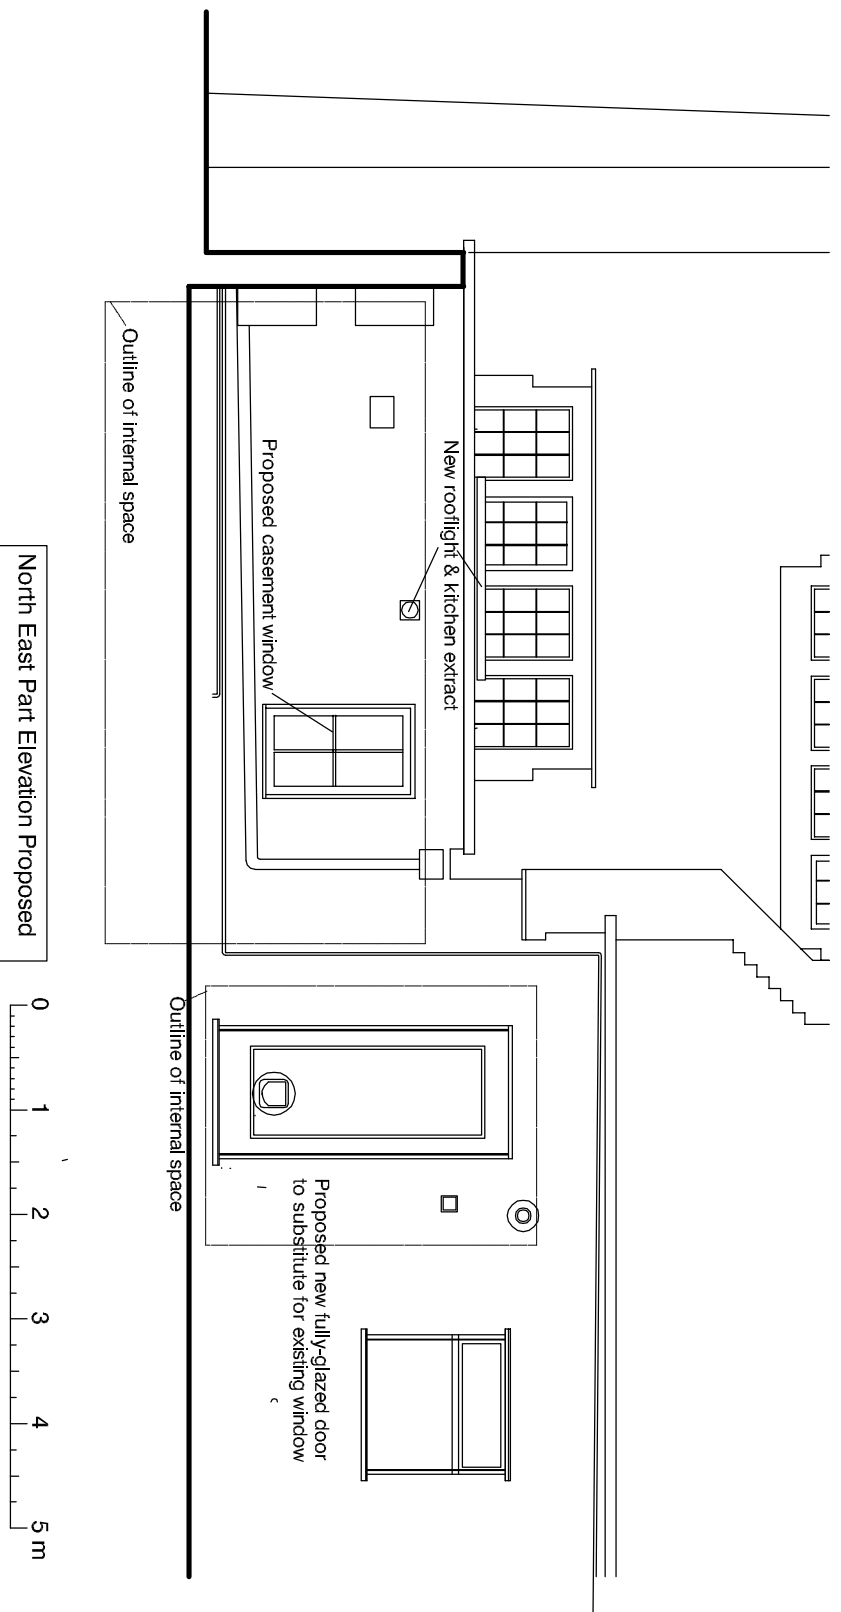 New rooflight & kitchen extract
Proposed casement window
Outline of internal space
Proposed new fully-glazed door
to substitute for existing window
Outline of internal space
North East Part Elevation Proposed
0 1 2 3 4 5 m